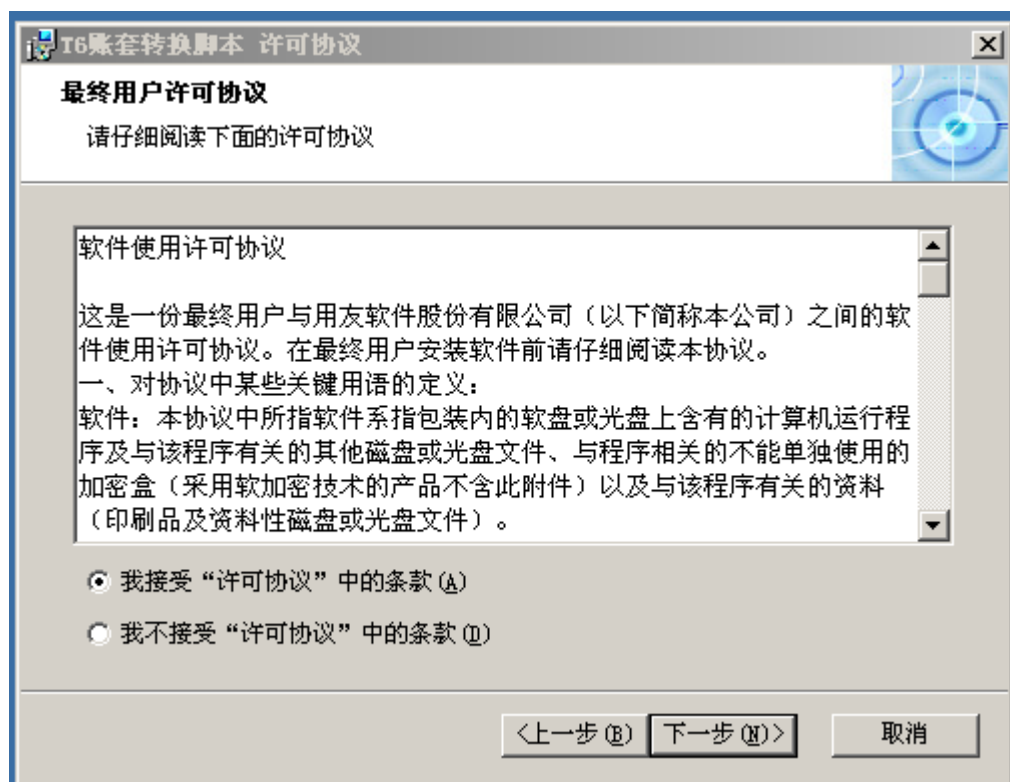 T6账套转换脚本 许可协议
最终用户许可协议
请仔细阅读下面的许可协议
软件使用许可协议
这是一份最终用户与用友软件股份有限公司（以下简称本公司）之间的软
件使用许可协议。在最终用户安装软件前请仔细阅读本协议。
一、对协议中某些关键用语的定义：
软件：本协议中所指软件系指包装内的软盘或光盘上含有的计算机运行程
序及与该程序有关的其他磁盘或光盘文件、与程序相关的不能单独使用的
加密盒（采用软加密技术的产品不含此附件）以及与该程序有关的资料
（印刷品及资料性磁盘或光盘文件）。
我接受“许可协议”中的条款(A)
我不接受“许可协议”中的条款(D)
<上一步(B) 下一步(N)> 取消